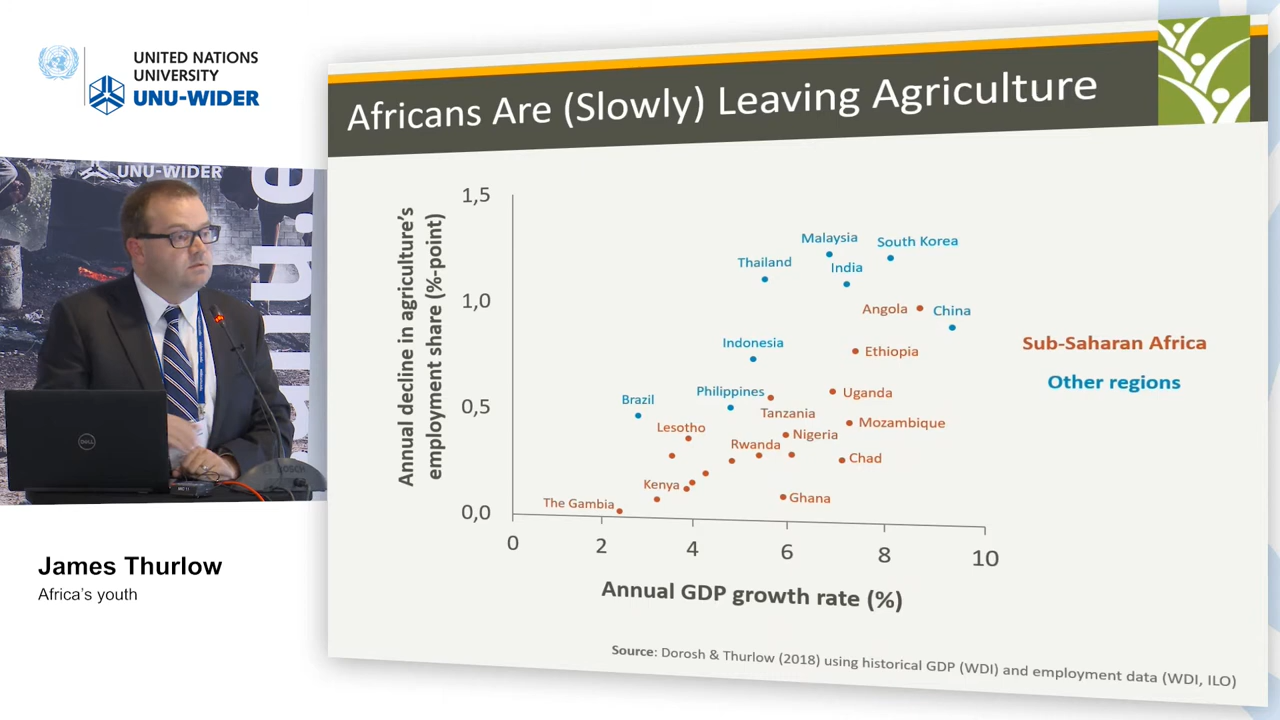 UNITED NATIONS
UNIVERSITY
UNU-WIDER
UNU-WIDER
DELL
James Thurlow
Africa's youth
Africans Are (Slowly) Leaving Agriculture
Annual decline in agriculture's
employment share (%-point)
1,5
1,0
0,5
0,0
Malaysia
South Korea
Thailand
India
Angola
China
Indonesia
Ethiopia
Philippines
Uganda
Brazil
Tanzania
Mozambique
Lesotho
Nigeria
Rwanda
Chad
Kenya
Ghana
The Gambia
0
2
4
6
8
10
Annual GDP growth rate (%)
Sub-Saharan Africa
Other regions
Source: Dorosh & Thurlow (2018) using historical GDP (WDI) and employment data (WDI, ILO)